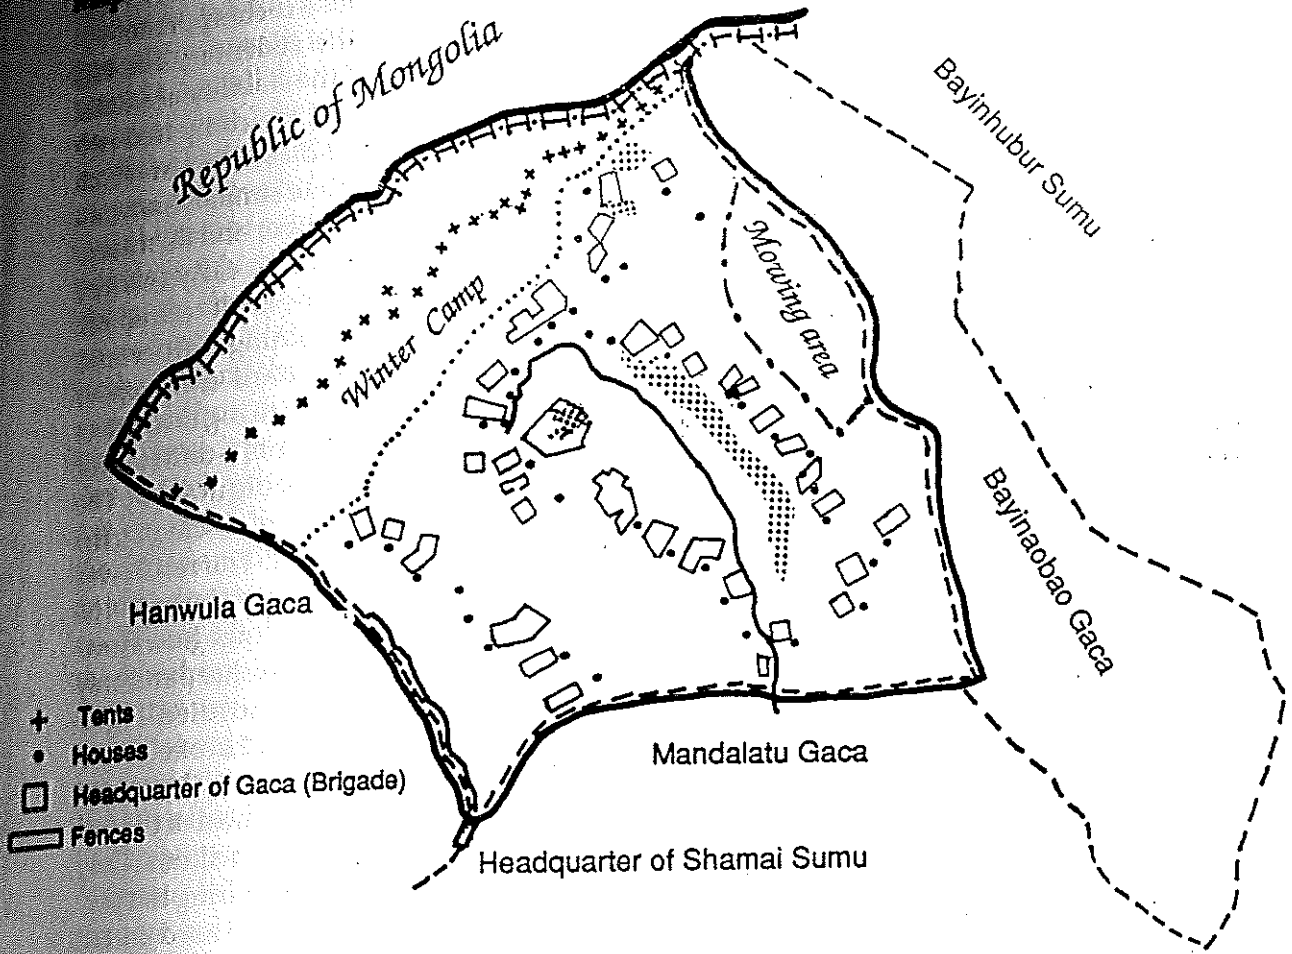 Map
Republic of Mongolia
Bayinhubur Sumu
Mowing area
Winter Camp
Bayinaobao Gaca
Hanwula Gaca
Mandalatu Gaca
Headquarter of Shamai Sumu
Tents
Houses
Headquarter of Gaca (Brigade)
Fences